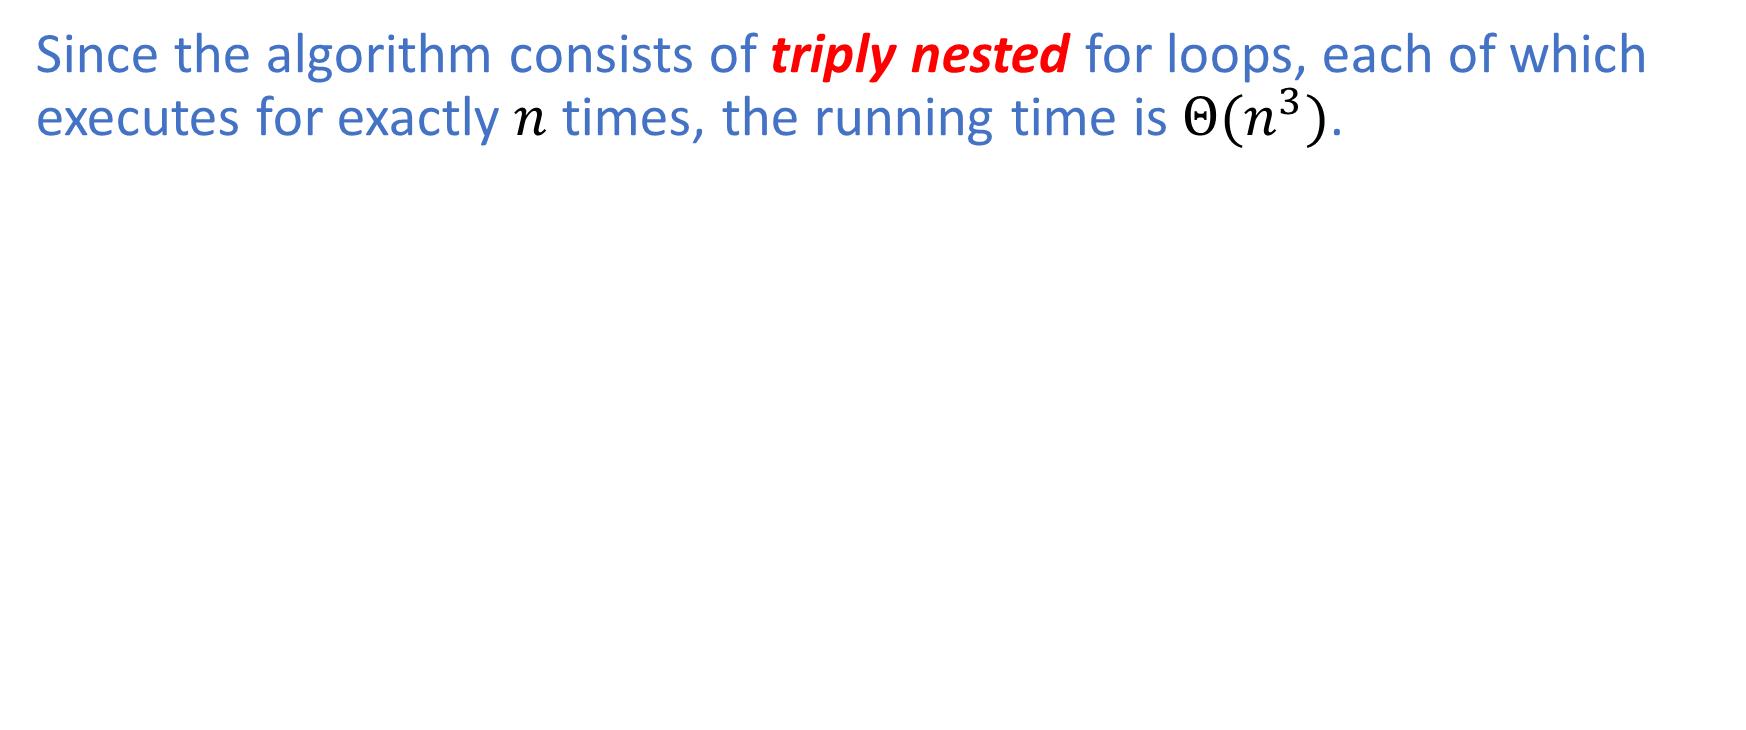 Since the algorithm consists of triply nested for loops, each of which
executes for exactly n times, the running time is Θ(n³).